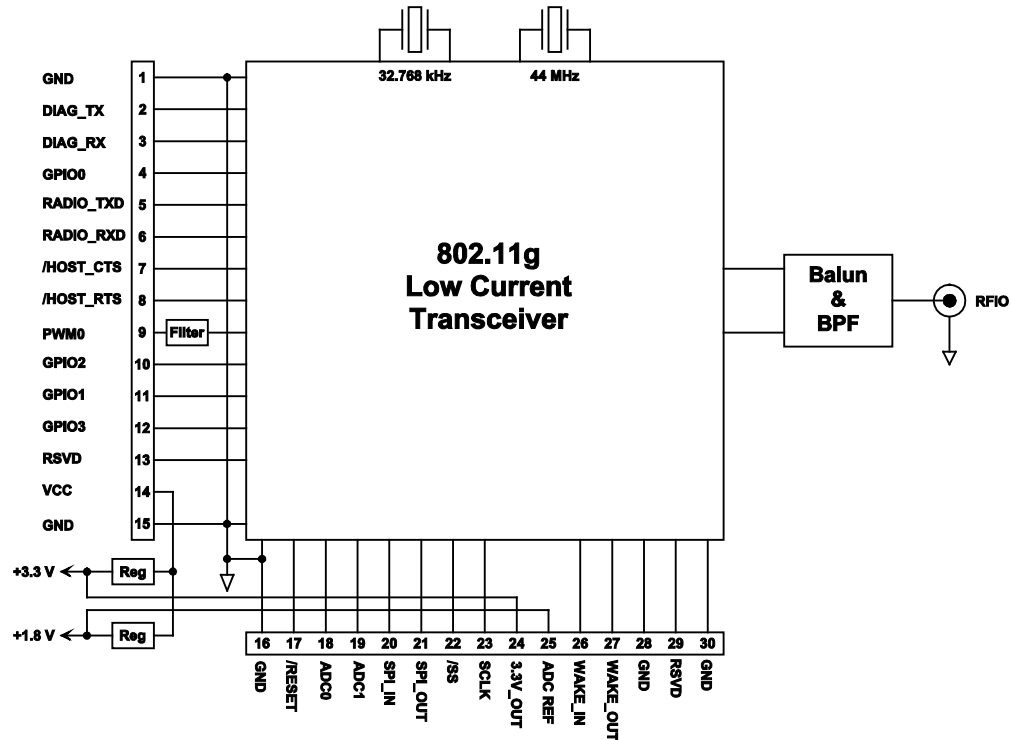 32.768 kHz
44 MHz
GND 1
DIAG_TX 2
DIAG_RX 3
GPIO0 4
RADIO_TXD 5
RADIO_RXD 6
/HOST_CTS 7
/HOST_RTS 8
PWM0 9 Filter
GPIO2 10
GPIO1 11
GPIO3 12
RSVD 13
VCC 14
GND 15
802.11g
Low Current
Transceiver
Balun
&
BPF
RFIO
+3.3 V Reg
+1.8 V Reg
16 17 18 19 20 21 22 23 24 25 26 27 28 29 30
GND
/RESET
ADC0
ADC1
SPI_IN
SPI_OUT
/SS
SCLK
3.3V_OUT
ADC REF
WAKE_IN
WAKE_OUT
GND
RSVD
GND